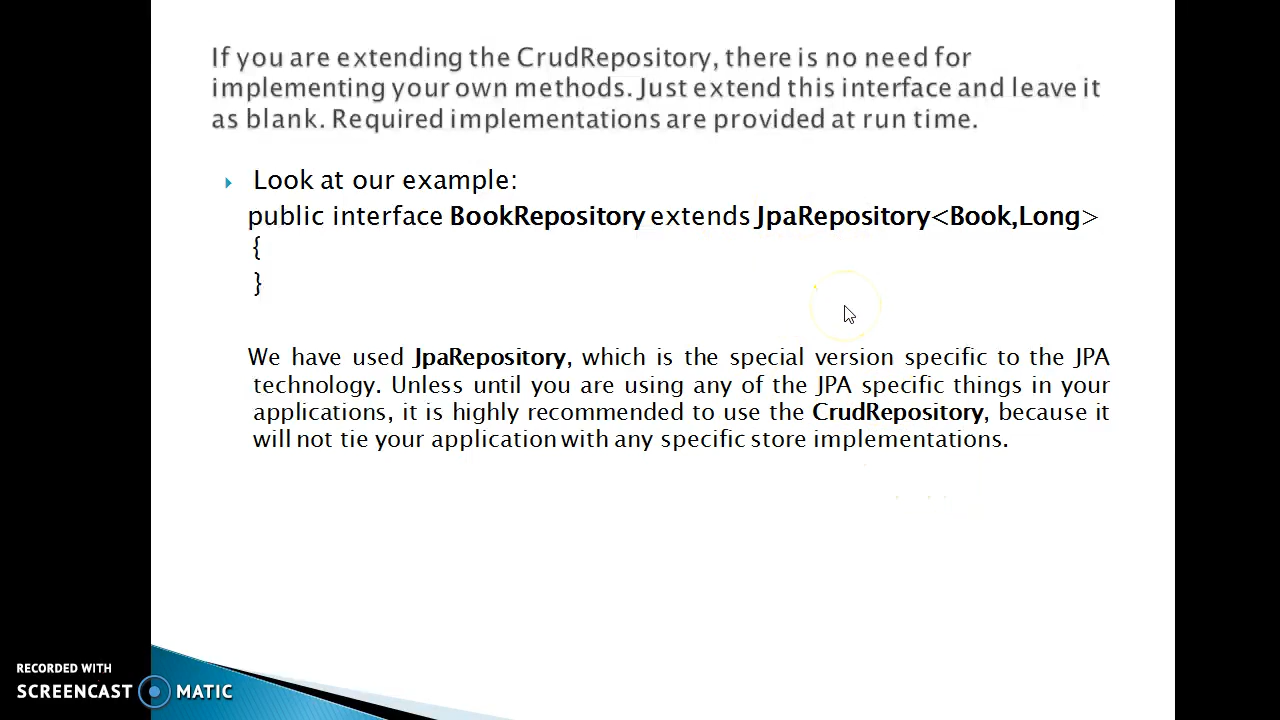 If you are extending the CrudRepository, there is no need for
implementing your own methods. Just extend this interface and leave it
as blank. Required implementations are provided at run time.
Look at our example:
public interface BookRepository extends JpaRepository<Book,Long>
{
}
We have used JpaRepository, which is the special version specific to the JPA
technology. Unless until you are using any of the JPA specific things in your
applications, it is highly recommended to use the CrudRepository, because it
will not tie your application with any specific store implementations.
RECORDED WITH
SCREENCAST MATIC